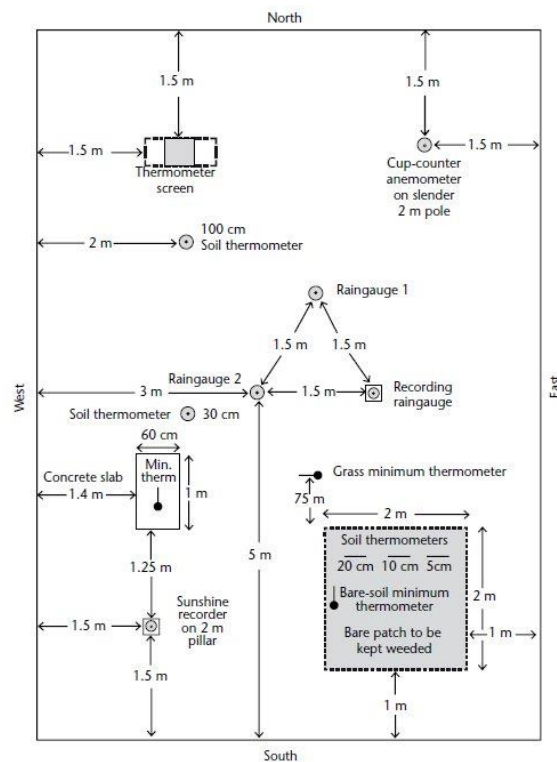 North
1.5 m
1.5 m
1.5 m
1.5 m
Thermometer
screen
Cup-counter
anemometer
on slender
2 m pole
2 m
100 cm
Soil thermometer
Raingauge 1
1.5 m
1.5 m
West
East
3 m
Raingauge 2
1.5 m
Recording
raingauge
Soil thermometer
30 cm
60 cm
Concrete slab
1.4 m
Min.
therm
1 m
Grass minimum thermometer
75 m
2 m
5 m
Soil thermometers
20 cm
10 cm
5cm
1.25 m
Bare-soil minimum
thermometer
2 m
Sunshine
recorder
on 2 m
pillar
1.5 m
Bare patch to be
kept weeded
1 m
1.5 m
1 m
South